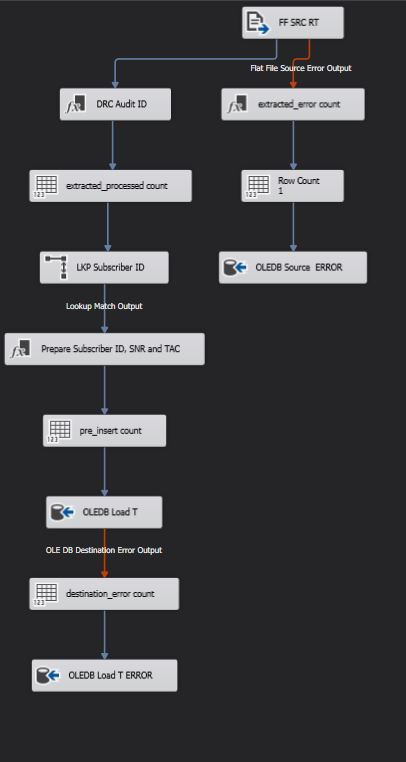 FF SRC RT
Flat File Source Error Output
DRC Audit ID
extracted_error count
extracted_processed count
Row Count
1
LKP Subscriber ID
OLEDB Source ERROR
Lookup Match Output
Prepare Subscriber ID, SNR and TAC
pre_insert count
OLEDB Load T
OLE DB Destination Error Output
destination_error count
OLEDB Load T ERROR